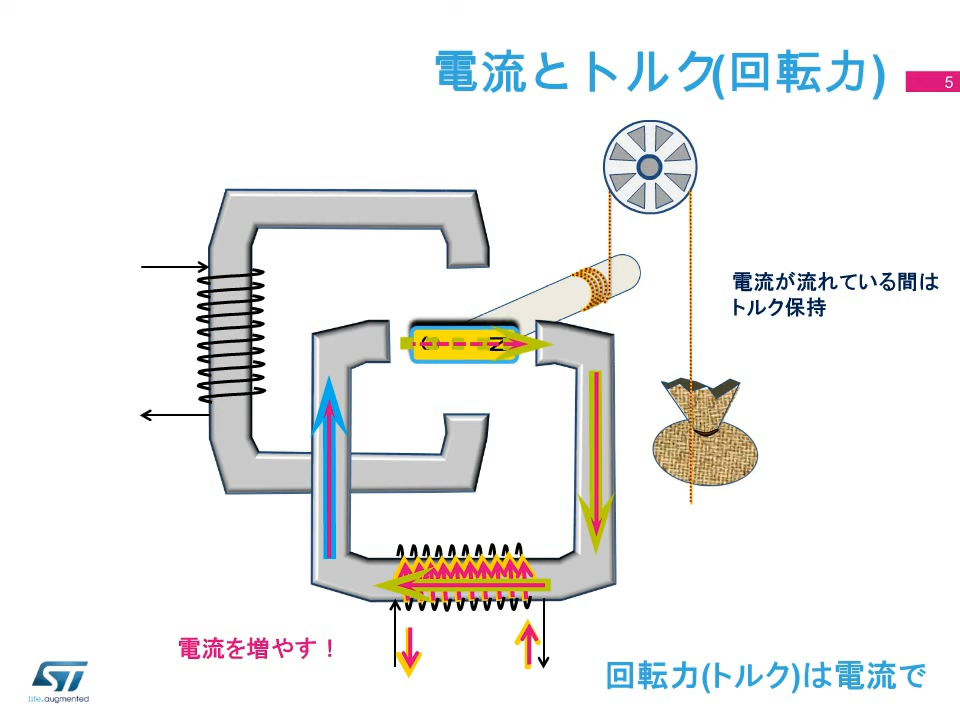 電流とトルク(回転力)
5
電流が流れている間は
トルク保持
S N
電流を増やす！
回転力(トルク)は電流で
ST
life.augmented